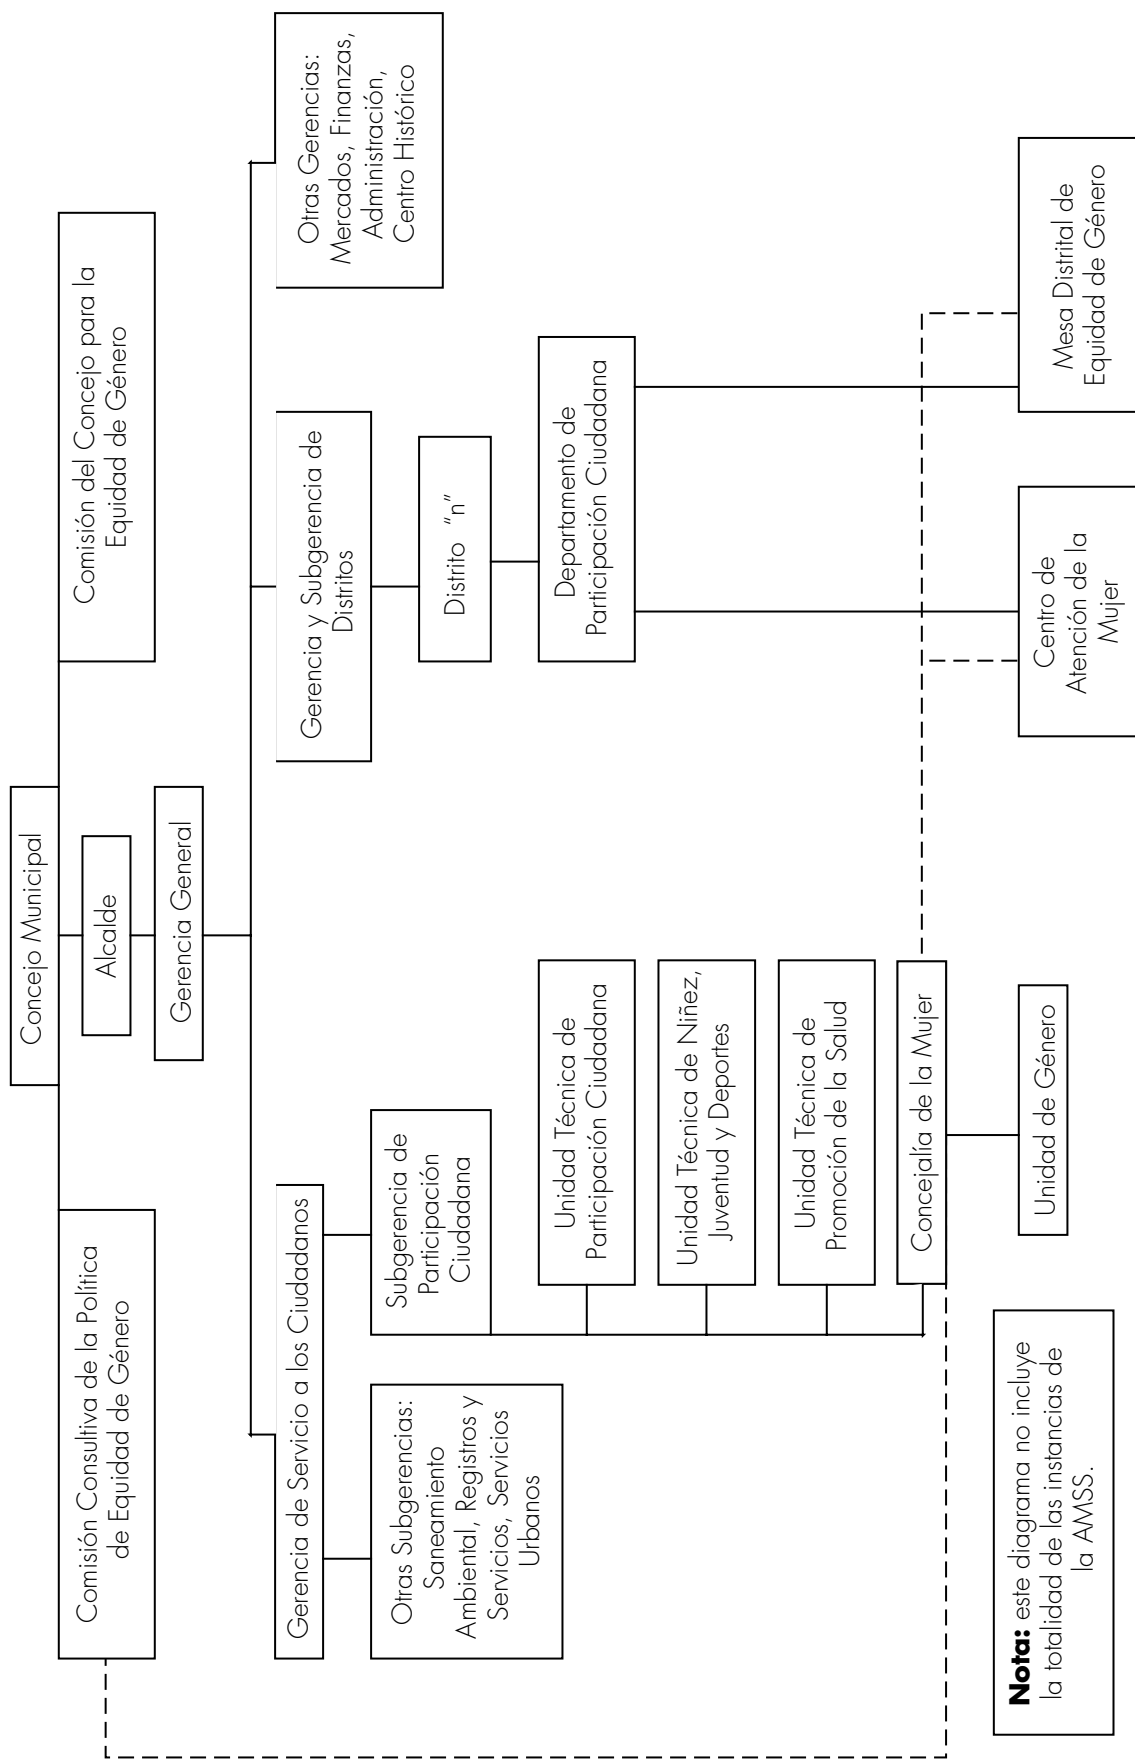 Concejo Municipal
Comisión Consultiva de la Política
de Equidad de Género
Alcalde
Comisión del Concejo para la
Equidad de Género
Gerencia General
Gerencia de Servicio a los Ciudadanos
Gerencia y Subgerencia de
Distritos
Otras Gerencias:
Mercados, Finanzas,
Administración,
Centro Histórico
Otras Subgerencias:
Saneamiento
Ambiental, Registros y
Servicios, Servicios
Urbanos
Subgerencia de
Participación
Ciudadana
Distrito “n”
Unidad Técnica de
Participación Ciudadana
Departamento de
Participación Ciudadana
Unidad Técnica de Niñez,
Juventud y Deportes
Unidad Técnica de
Promoción de la Salud
Concejalía de la Mujer
Nota: este diagrama no incluye
la totalidad de las instancias de
la AMSS.
Unidad de Género
Centro de
Atención de la
Mujer
Mesa Distrital de
Equidad de Género